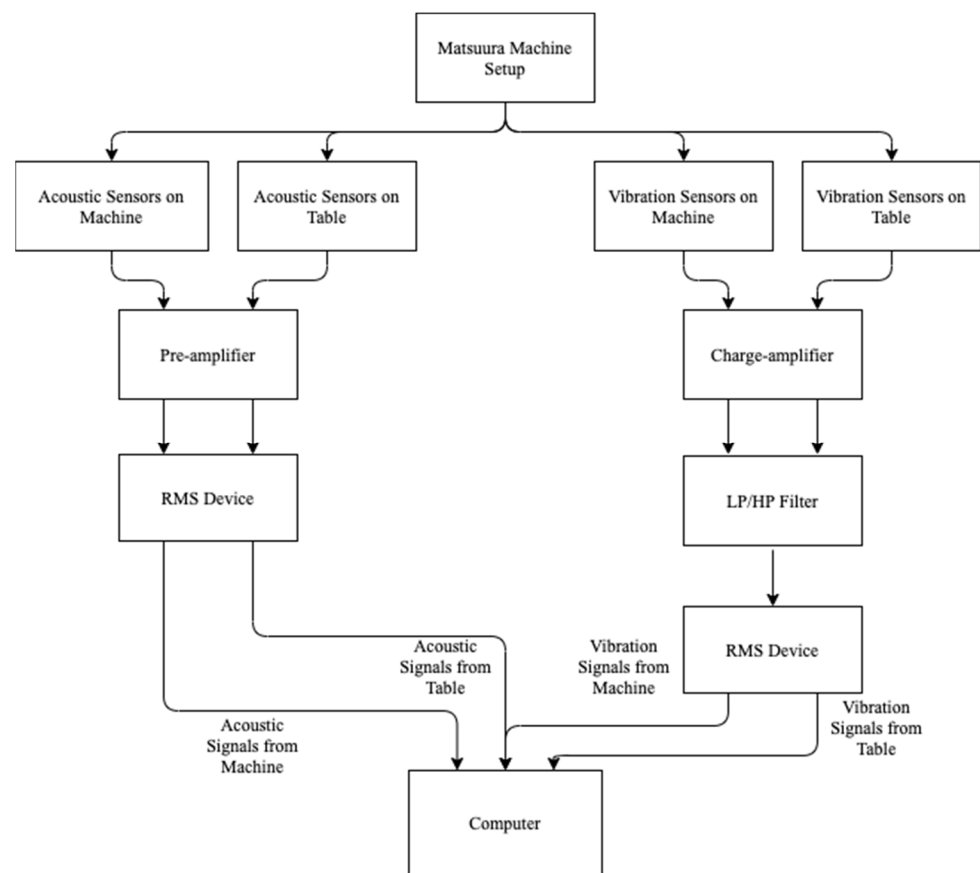 Matsuura Machine
Setup
Acoustic Sensors on
Machine
Acoustic Sensors on
Table
Vibration Sensors on
Machine
Vibration Sensors on
Table
Pre-amplifier
Charge-amplifier
RMS Device
LP/HP Filter
RMS Device
Acoustic
Signals from
Table
Vibration
Signals from
Machine
Acoustic
Signals from
Machine
Vibration
Signals from
Table
Computer